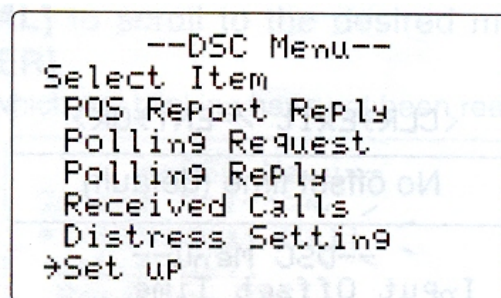 --DSC Menu--
Select Item
POS Report Reply
Polling Request
Polling Reply
Received Calls
Distress Setting
→Set up